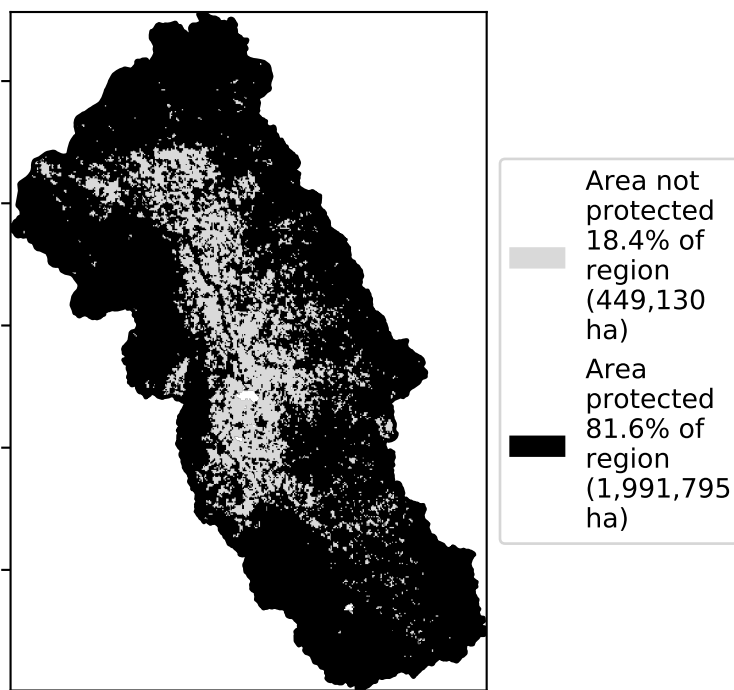 Area not
protected
18.4% of
region
(449,130
ha)
Area
protected
81.6% of
region
(1,991,795
ha)